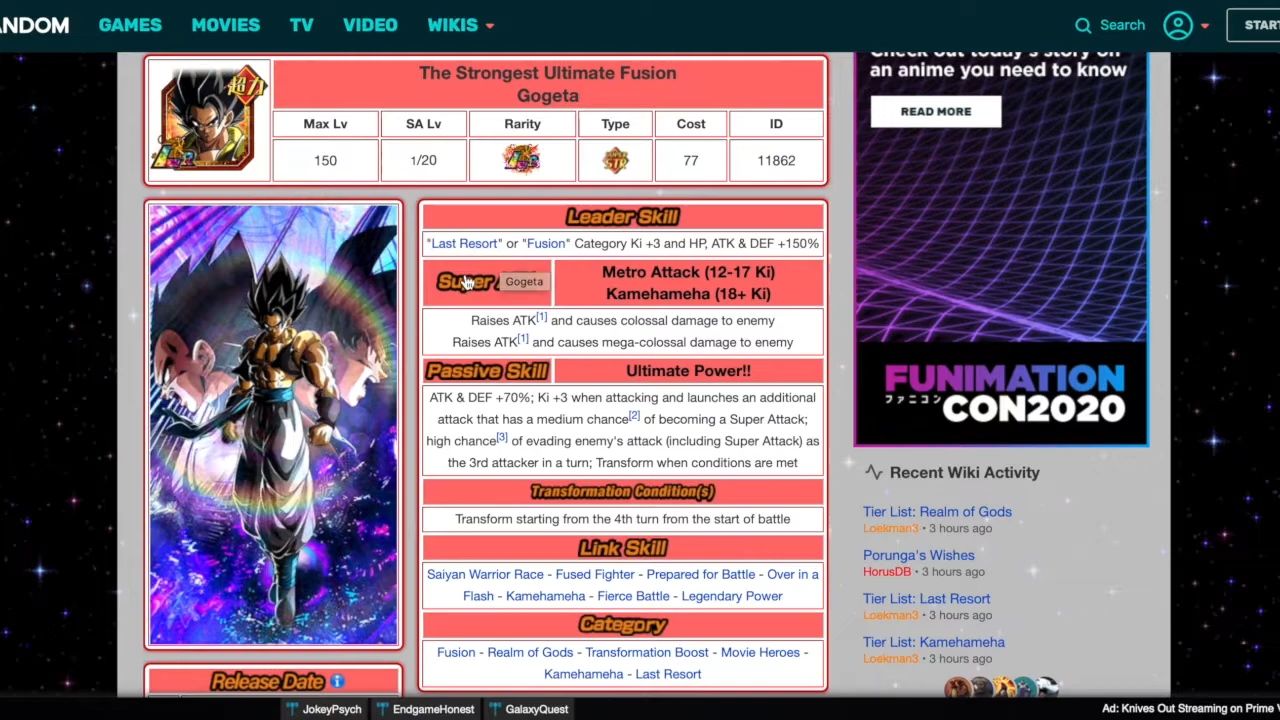 ANDOM
GAMES
MOVIES
TV
VIDEO
WIKIS
Search
START
The Strongest Ultimate Fusion
Gogeta
超力
Max Lv
SA Lv
Rarity
Type
Cost
ID
150
1/20
LR
SUPER
STR
77
11862
Leader Skill
"Last Resort" or "Fusion" Category Ki +3 and HP, ATK & DEF +150%
Super
Gogeta
Metro Attack (12-17 Ki)
Kamehameha (18+ Ki)
Raises ATK[1] and causes colossal damage to enemy
Raises ATK[1] and causes mega-colossal damage to enemy
Passive Skill
Ultimate Power!!
ATK & DEF +70%; Ki +3 when attacking and launches an additional
attack that has a medium chance[2] of becoming a Super Attack;
high chance[3] of evading enemy's attack (including Super Attack) as
the 3rd attacker in a turn; Transform when conditions are met
Transformation Condition(s)
Transform starting from the 4th turn from the start of battle
Link Skill
Saiyan Warrior Race - Fused Fighter - Prepared for Battle - Over in a
Flash - Kamehameha - Fierce Battle - Legendary Power
Category
Fusion - Realm of Gods - Transformation Boost - Movie Heroes -
Kamehameha - Last Resort
Release Date
Check out today's story on
an anime you need to know
READ MORE
FUNIMATION
ファニコン CON2020
Recent Wiki Activity
Tier List: Realm of Gods
Loekman3 • 3 hours ago
Porunga's Wishes
HorusDB • 3 hours ago
Tier List: Last Resort
Loekman3 • 3 hours ago
Tier List: Kamehameha
Loekman3 • 3 hours ago
JokeyPsych
EndgameHonest
GalaxyQuest
Ad: Knives Out Streaming on Prime V